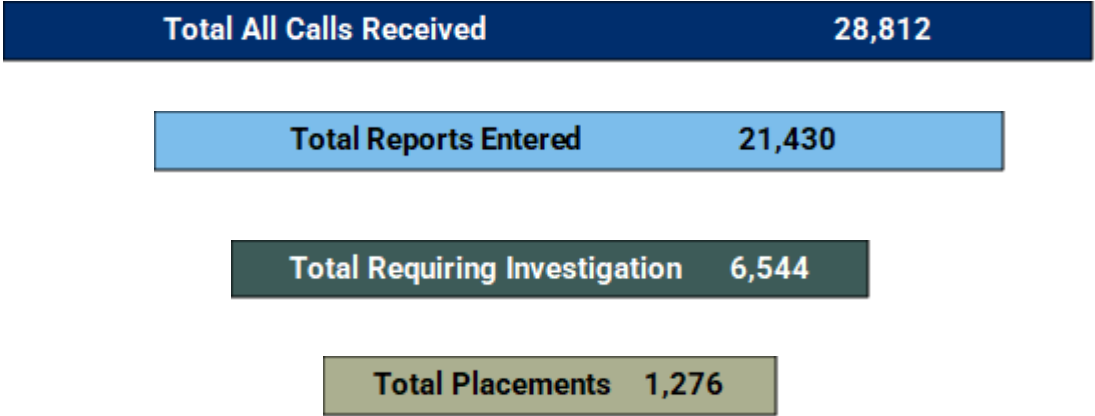 Total All Calls Received 28,812
Total Reports Entered 21,430
Total Requiring Investigation 6,544
Total Placements 1,276